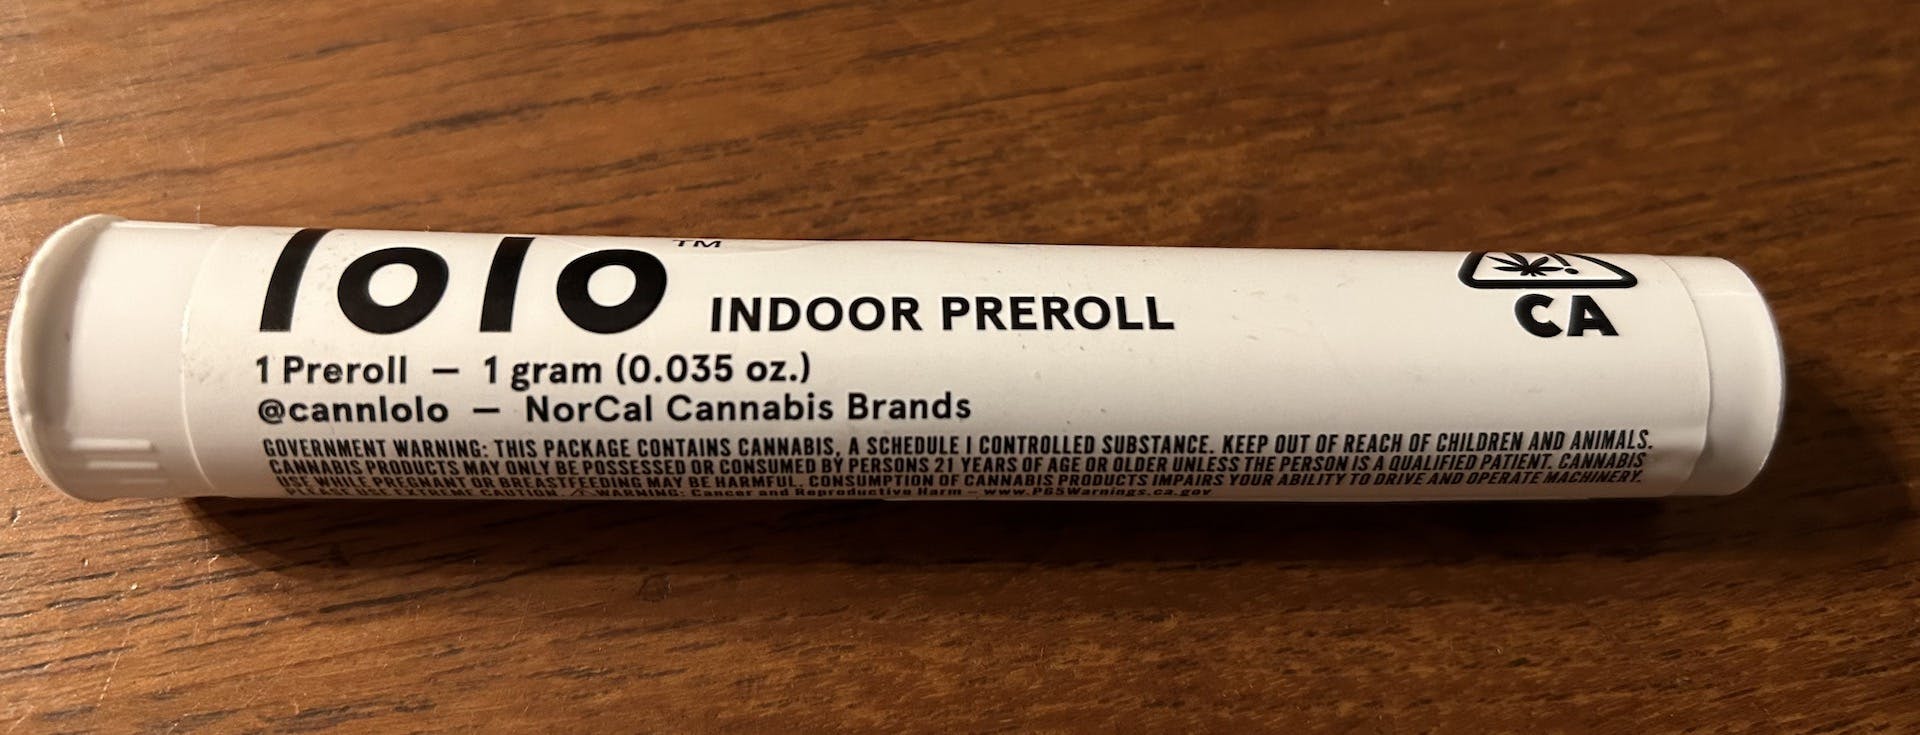 lolo™ INDOOR PREROLL
CA
1 Preroll — 1 gram (0.035 oz.)
@cannlolo — NorCal Cannabis Brands
GOVERNMENT WARNING: THIS PACKAGE CONTAINS CANNABIS, A SCHEDULE I CONTROLLED SUBSTANCE. KEEP OUT OF REACH OF CHILDREN AND ANIMALS.
CANNABIS PRODUCTS MAY ONLY BE POSSESSED OR CONSUMED BY PERSONS 21 YEARS OF AGE OR OLDER UNLESS THE PERSON IS A QUALIFIED PATIENT. CANNABIS
USE WHILE PREGNANT OR BREASTFEEDING MAY BE HARMFUL. CONSUMPTION OF CANNABIS PRODUCTS IMPAIRS YOUR ABILITY TO DRIVE AND OPERATE MACHINERY.
PLEASE USE EXTREME CAUTION. ⚠ WARNING: Cancer and Reproductive Harm – www.P65Warnings.ca.gov